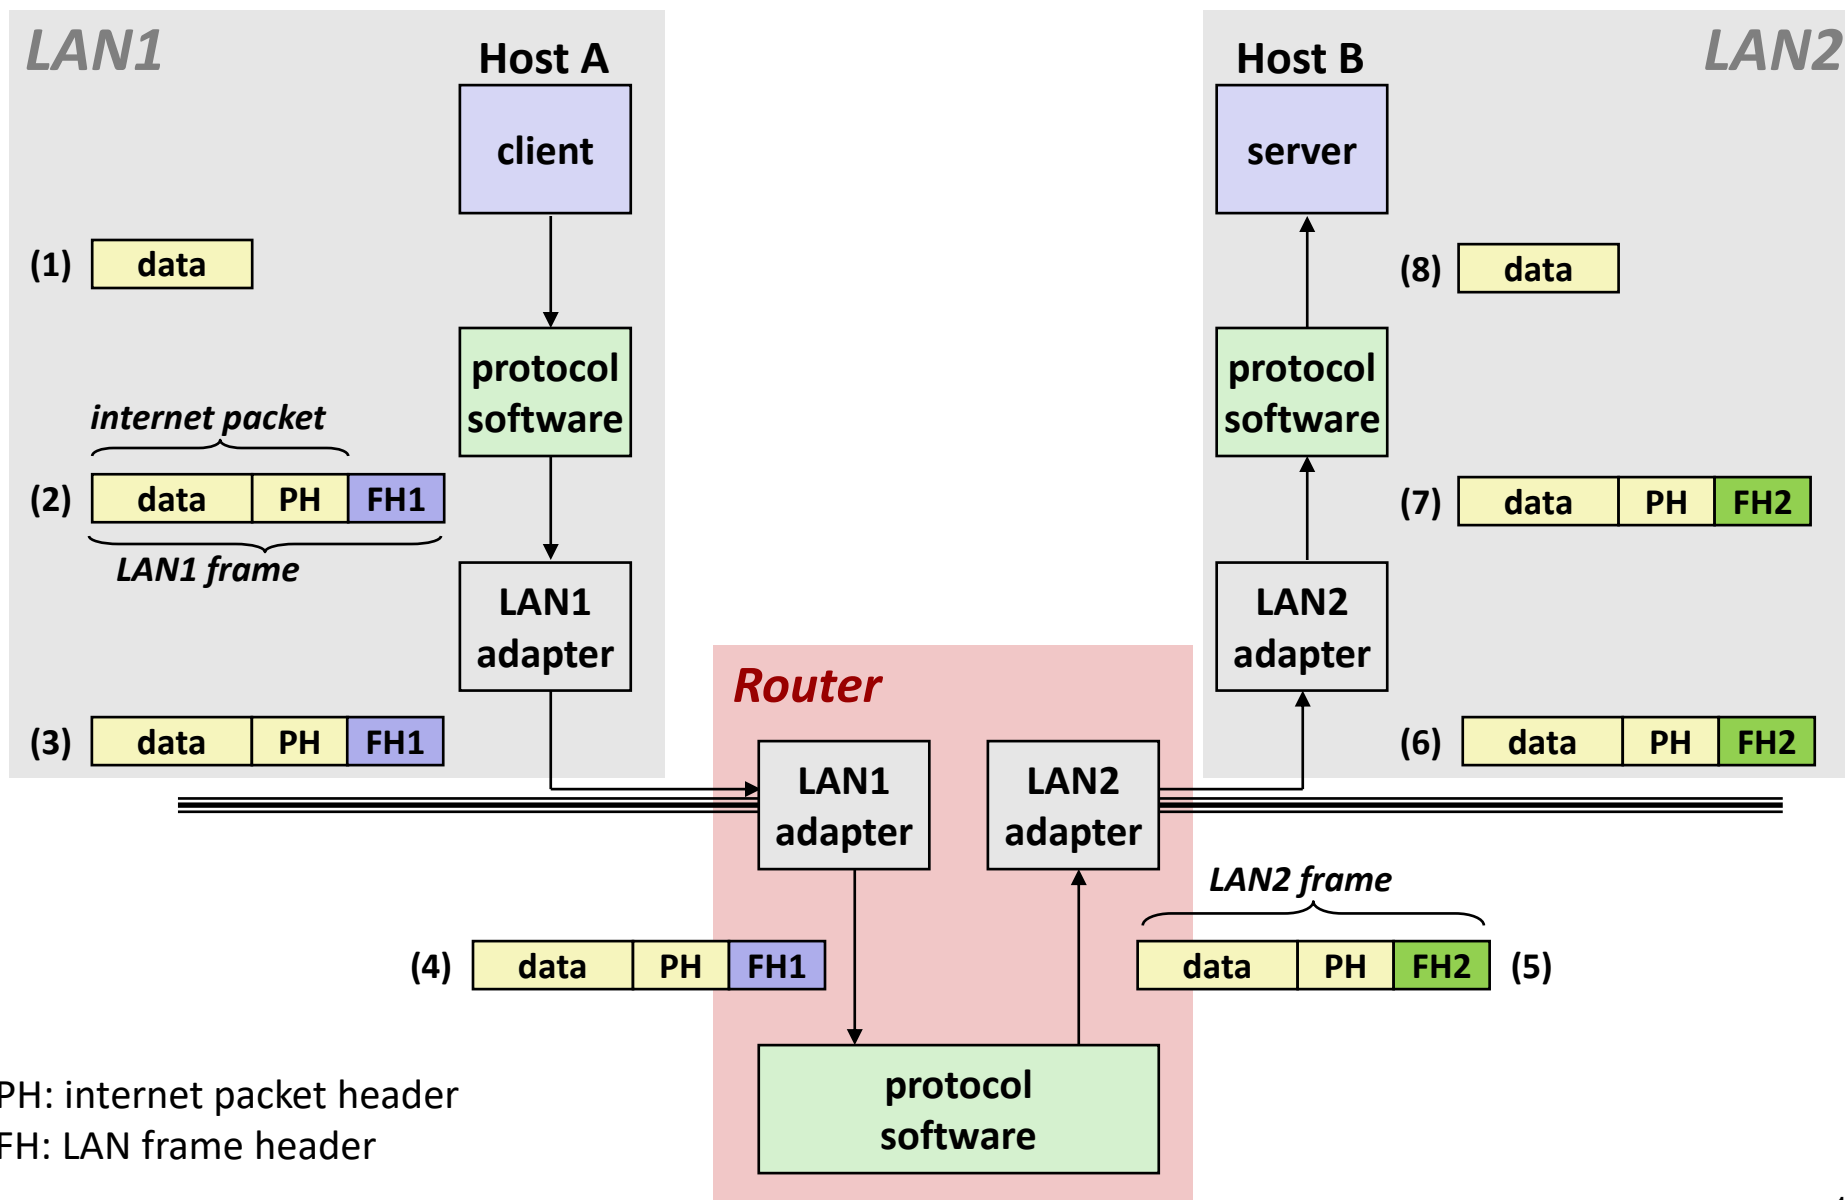 LAN1
Host A
Host B
LAN2
client
server
(1) data
(8) data
protocol
software
protocol
software
internet packet
(2) data PH FH1
(7) data PH FH2
LAN1 frame
LAN1
adapter
LAN2
adapter
Router
(3) data PH FH1
(6) data PH FH2
LAN1
adapter
LAN2
adapter
LAN2 frame
(4) data PH FH1
data PH FH2 (5)
protocol
software
PH: internet packet header
FH: LAN frame header